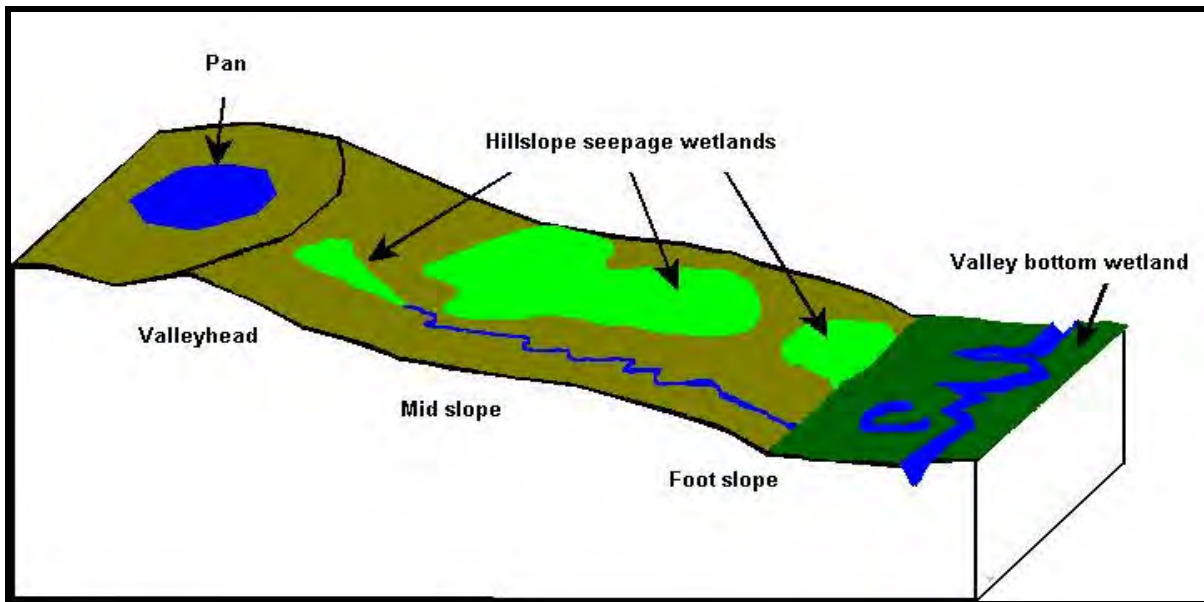 Pan
Hillslope seepage wetlands
Valley bottom wetland
Valleyhead
Mid slope
Foot slope